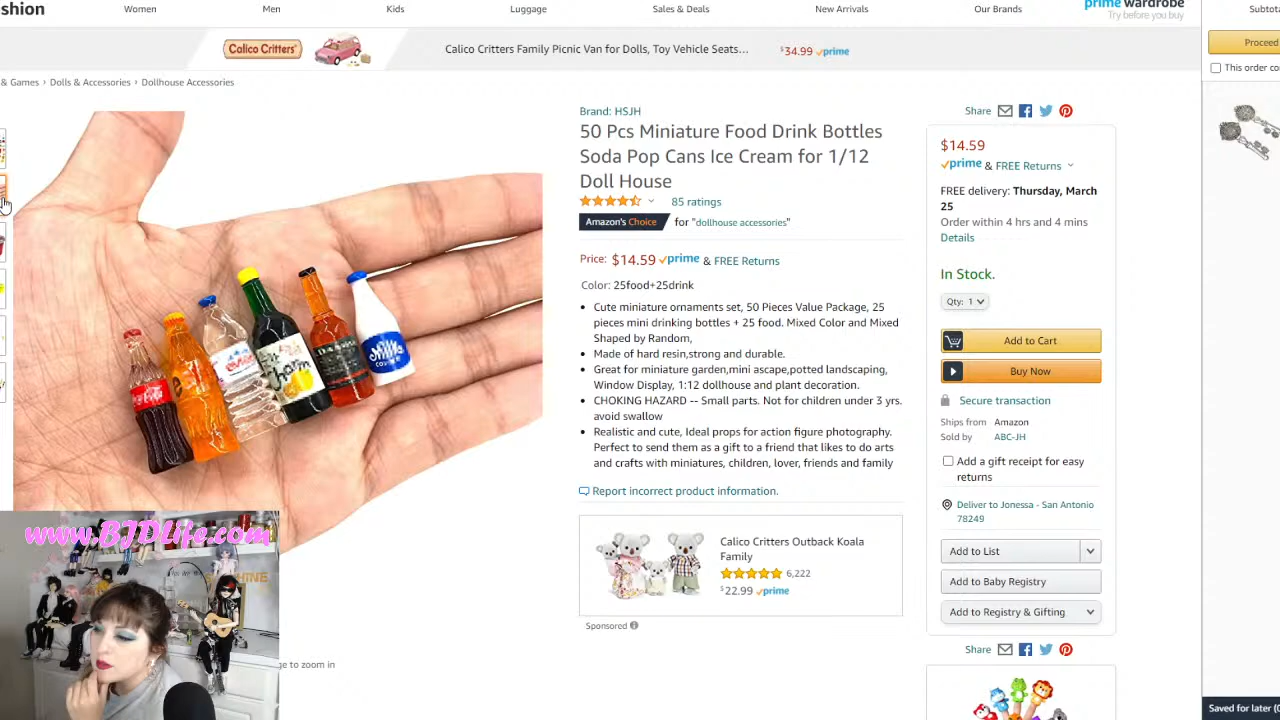 shion
Women
Men
Kids
Luggage
Sales & Deals
New Arrivals
Our Brands
prime wardrobe
Try before you buy
Subtota
Calico Critters
Calico Critters Family Picnic Van for Dolls, Toy Vehicle Seats...
$34.99 prime
Proceed
This order co
& Games › Dolls & Accessories › Dollhouse Accessories
Brand: HSJH
50 Pcs Miniature Food Drink Bottles
Soda Pop Cans Ice Cream for 1/12
Doll House
85 ratings
Amazon's Choice for "dollhouse accessories"
Price: $14.59 prime & FREE Returns
Color: 25food+25drink
• Cute miniature ornaments set, 50 Pieces Value Package, 25
pieces mini drinking bottles + 25 food. Mixed Color and Mixed
Shaped by Random,
• Made of hard resin,strong and durable.
• Great for miniature garden,mini ascape,potted landscaping,
Window Display, 1:12 dollhouse and plant decoration.
• CHOKING HAZARD -- Small parts. Not for children under 3 yrs.
avoid swallow
• Realistic and cute, Ideal props for action figure photography.
Perfect to send them as a gift to a friend that likes to do arts
and crafts with miniatures, children, lover, friends and family
Report incorrect product information.
Calico Critters Outback Koala
Family
6,222
$22.99 prime
Sponsored
Share
$14.59
prime & FREE Returns
FREE delivery: Thursday, March
25
Order within 4 hrs and 4 mins
Details
In Stock.
Qty: 1
Add to Cart
Buy Now
Secure transaction
Ships from Amazon
Sold by ABC-JH
Add a gift receipt for easy
returns
Deliver to Jonessa - San Antonio
78249
Add to List
Add to Baby Registry
Add to Registry & Gifting
Share
Milk
www.BJDLife.com
ge to zoom in
Saved for later (